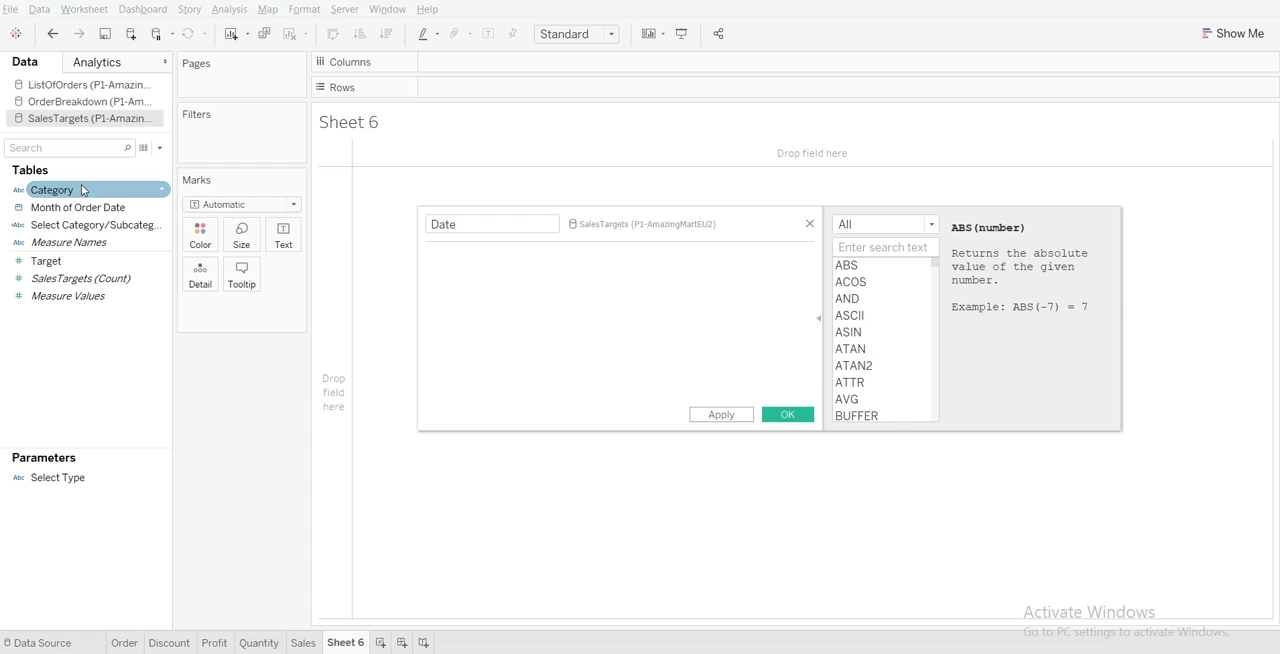 File Data Worksheet Dashboard Story Analysis Map Format Server Window Help
Standard
Show Me
Data
Analytics
ListOfOrders (P1-Amazin...
OrderBreakdown (P1-Am...
SalesTargets (P1-Amazin...
Search
Tables
Abc Category
Month of Order Date
Abc Select Category/Subcateg...
Abc Measure Names
# Target
# SalesTargets (Count)
# Measure Values
Parameters
Abc Select Type
Pages
Filters
Marks
Automatic
Color Size Text
Detail Tooltip
Columns
Rows
Sheet 6
Drop field here
Drop
field
here
Date
SalesTargets (P1-AmazingMartEU2)
Apply
OK
All
Enter search text
ABS
ACOS
AND
ASCII
ASIN
ATAN
ATAN2
ATTR
AVG
BUFFER
ABS(number)
Returns the absolute
value of the given
number.
Example: ABS(-7) = 7
Activate Windows
Go to PC settings to activate Windows.
Data Source Order Discount Profit Quantity Sales Sheet 6